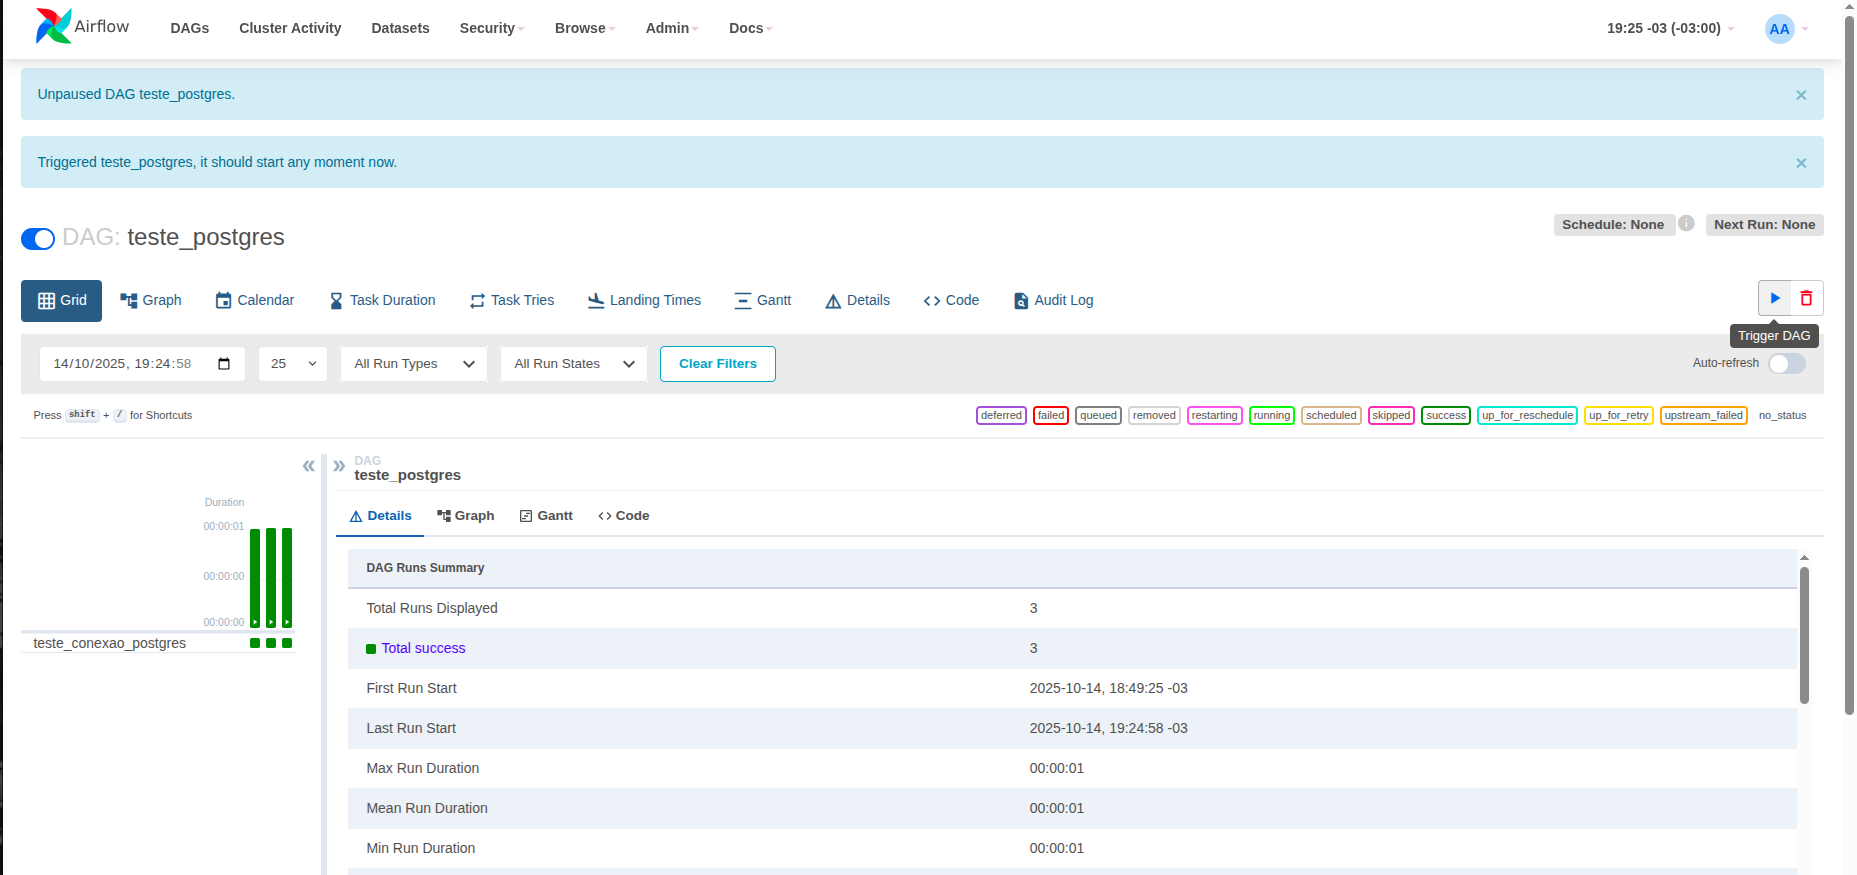 Airflow
DAGs
Cluster Activity
Datasets
Security
Browse
Admin
Docs
19:25 -03 (-03:00)
AA
Unpaused DAG teste_postgres.
×
Triggered teste_postgres, it should start any moment now.
×
DAG: teste_postgres
Schedule: None
i
Next Run: None
Grid
Graph
Calendar
Task Duration
Task Tries
Landing Times
Gantt
Details
Code
Audit Log
Trigger DAG
14/10/2025, 19:24:58
25
All Run Types
All Run States
Clear Filters
Auto-refresh
Press shift + / for Shortcuts
deferred
failed
queued
removed
restarting
running
scheduled
skipped
success
up_for_reschedule
up_for_retry
upstream_failed
no_status
DAG
teste_postgres
Duration
00:00:01
00:00:00
00:00:00
teste_conexao_postgres
Details
Graph
Gantt
Code
DAG Runs Summary
Total Runs Displayed 3
Total success 3
First Run Start 2025-10-14, 18:49:25 -03
Last Run Start 2025-10-14, 19:24:58 -03
Max Run Duration 00:00:01
Mean Run Duration 00:00:01
Min Run Duration 00:00:01